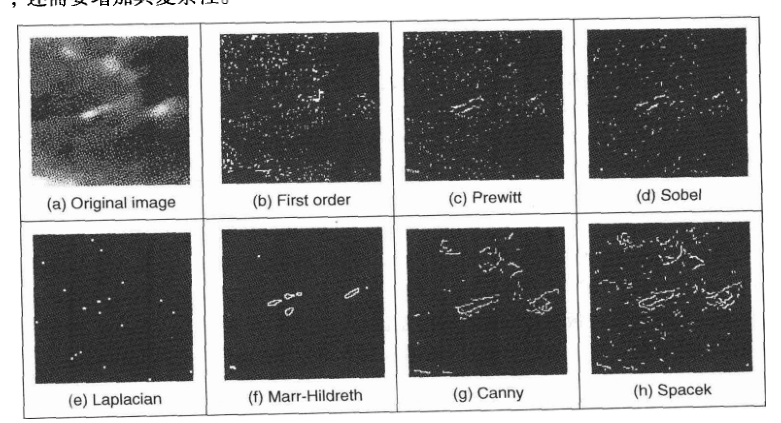 ，还需要增加其复杂性。
(a) Original image
(b) First order
(c) Prewitt
(d) Sobel
(e) Laplacian
(f) Marr-Hildreth
(g) Canny
(h) Spacek